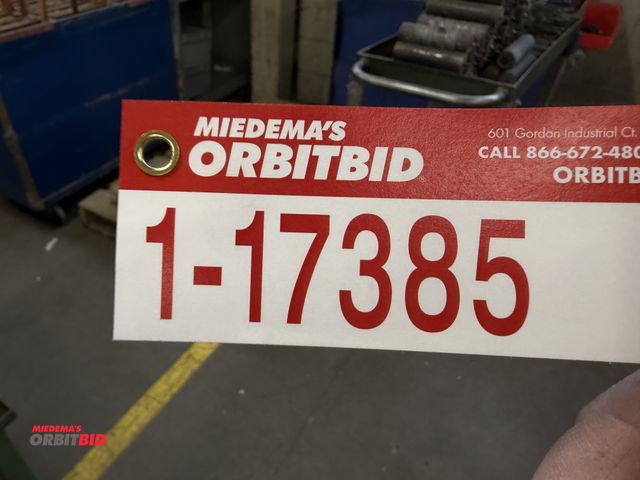 MIEDEMA'S
ORBITBID
601 Gordon Industrial Ct.
CALL 866-672-480
ORBITB
1-17385
MIEDEMA'S
ORBITBID